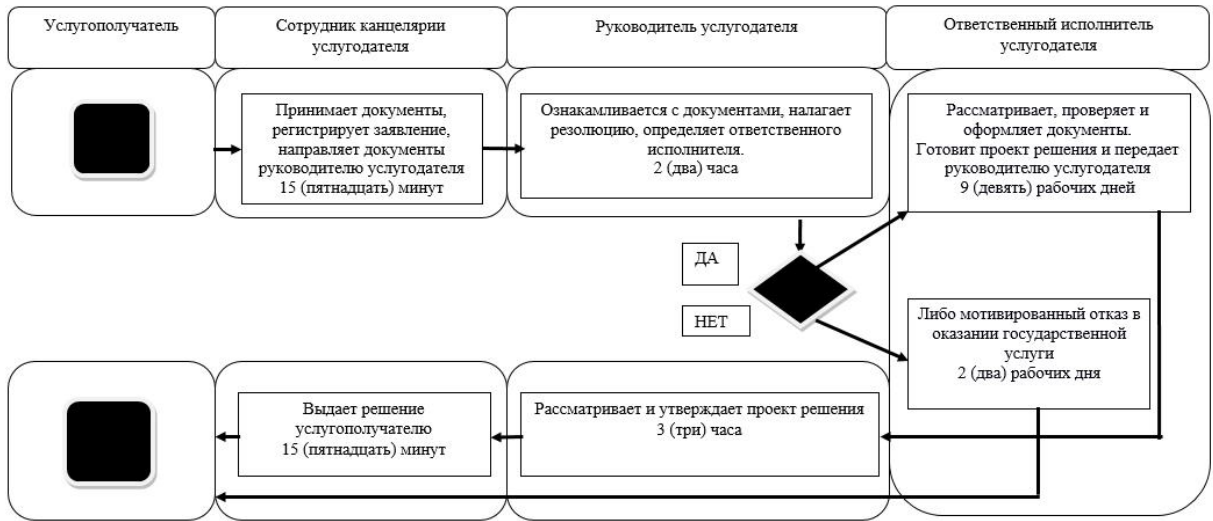 Услугополучатель
Сотрудник канцелярии
услугодателя
Руководитель услугодателя
Ответственный исполнитель
услугодателя
Принимает документы,
регистрирует заявление,
направляет документы
руководителю услугодателя
15 (пятнадцать) минут
Ознакамливается с документами, налагает
резолюцию, определяет ответственного
исполнителя.
2 (два) часа
Рассматривает, проверяет и
оформляет документы.
Готовит проект решения и передает
руководителю услугодателя
9 (девять) рабочих дней
ДА
НЕТ
Либо мотивированный отказ в
оказании государственной
услуги
2 (два) рабочих дня
Выдает решение
услугополучателю
15 (пятнадцать) минут
Рассматривает и утверждает проект решения
3 (три) часа